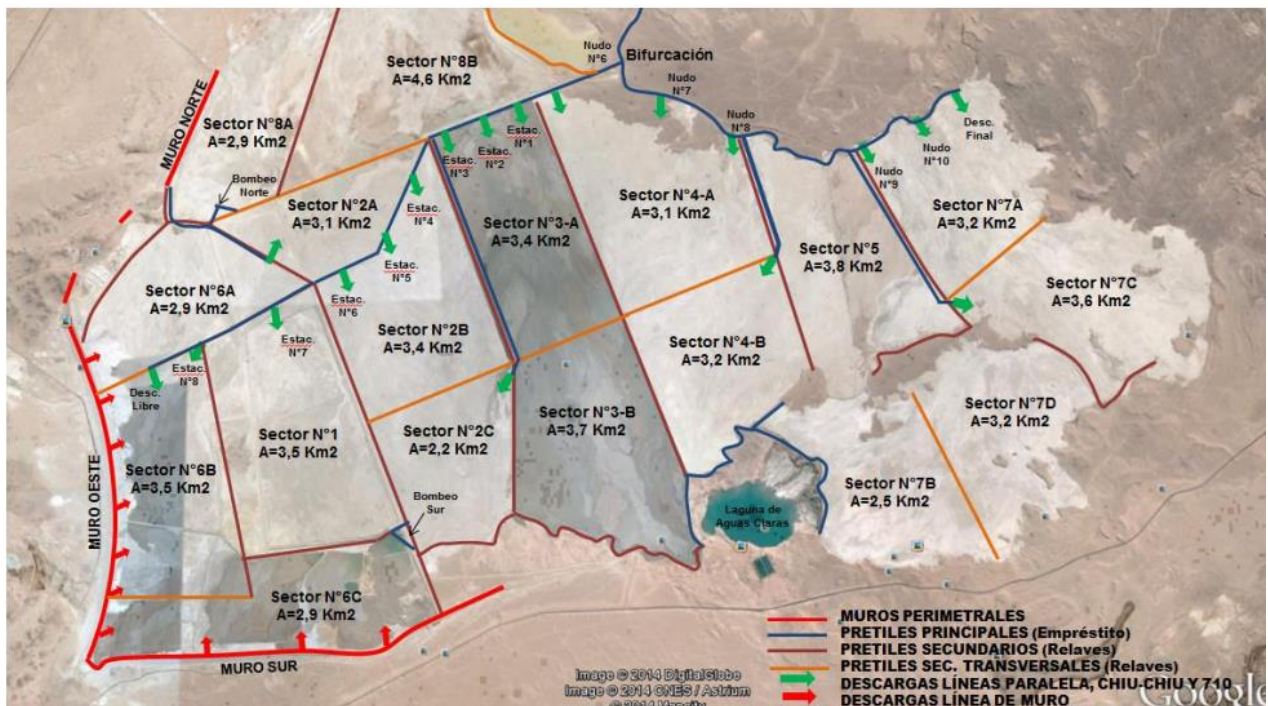 Sector N°8B
A=4,6 Km2
Nudo
N°6
Bifurcación
Nudo
N°7
MURO NORTE
Sector N°8A
A=2,9 Km2
Estac.
N°1
Estac.
N°2
Estac.
N°3
Nudo
N°8
Desc.
Final
Nudo
N°10
Nudo
N°9
Bombeo
Norte
Sector N°2A
A=3,1 Km2
Estac.
N°4
Sector N°3-A
A=3,4 Km2
Sector N°4-A
A=3,1 Km2
Sector N°7A
A=3,2 Km2
Sector N°5
A=3,8 KM2
Estac.
N°5
Sector N°6A
A=2,9 Km2
Estac.
N°6
Sector N°7C
A=3,6 Km2
Sector N°2B
A=3,4 Km2
Estac.
N°7
Sector N°4-B
A=3,2 Km2
Estac.
N°8
Desc.
Libre
Sector N°7D
A=3,2 Km2
Sector N°3-B
A=3,7 Km2
Sector N°2C
A=2,2 Km2
Sector N°1
A=3,5 Km2
MURO OESTE
Sector N°6B
A=3,5 Km2
Sector N°7B
A=2,5 Km2
Bombeo
Sur
Laguna de
Aguas Claras
Sector N°6C
A=2,9 Km2
MURO SUR
MUROS PERIMETRALES
PRETILES PRINCIPALES (Empréstito)
PRETILES SECUNDARIOS (Relaves)
PRETILES SEC. TRANSVERSALES (Relaves)
DESCARGAS LÍNEAS PARALELA, CHIU-CHIU Y 710
DESCARGAS LÍNEA DE MURO
Image © 2014 DigitalGlobe
Image © 2014 CNES / Astrium
Google